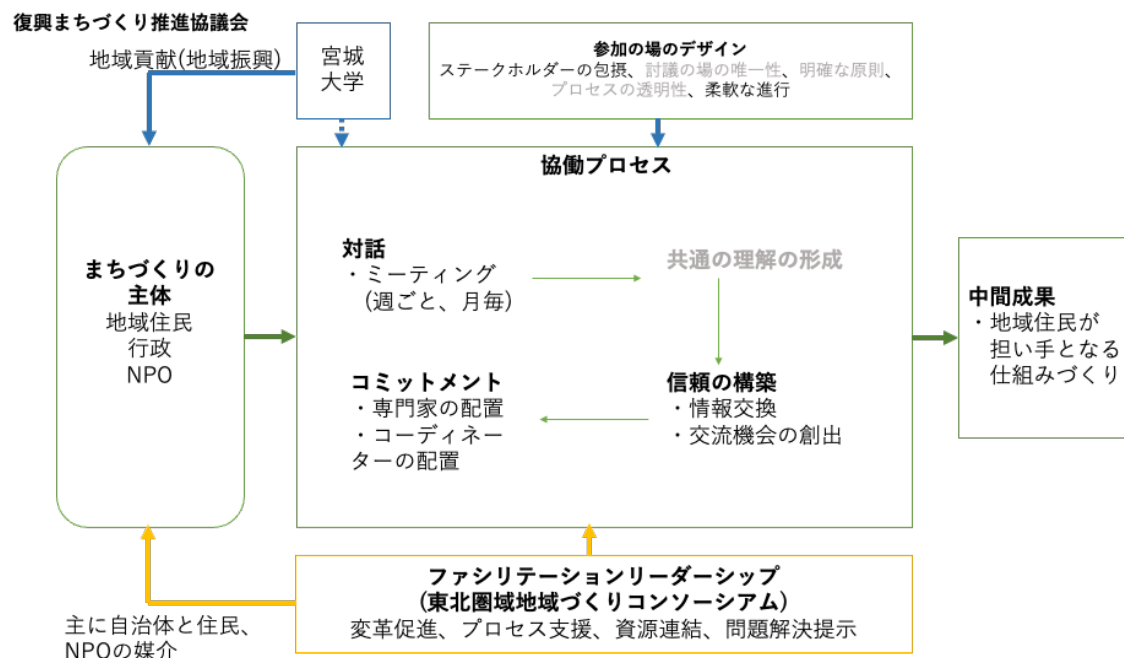 復興まちづくり推進協議会
地域貢献(地域振興)
宮城
大学
参加の場のデザイン
ステークホルダーの包摂、討議の場の唯一性、明確な原則、
プロセスの透明性、柔軟な進行
協働プロセス
まちづくりの
主体
地域住民
行政
NPO
対話
・ミーティング
(週ごと、月毎)
共通の理解の形成
コミットメント
・専門家の配置
・コーディネー
ターの配置
信頼の構築
・情報交換
・交流機会の創出
中間成果
・地域住民が
担い手となる
仕組みづくり
ファシリテーションリーダーシップ
(東北圏域地域づくりコンソーシアム)
変革促進、プロセス支援、資源連結、問題解決提示
主に自治体と住民、
NPOの媒介